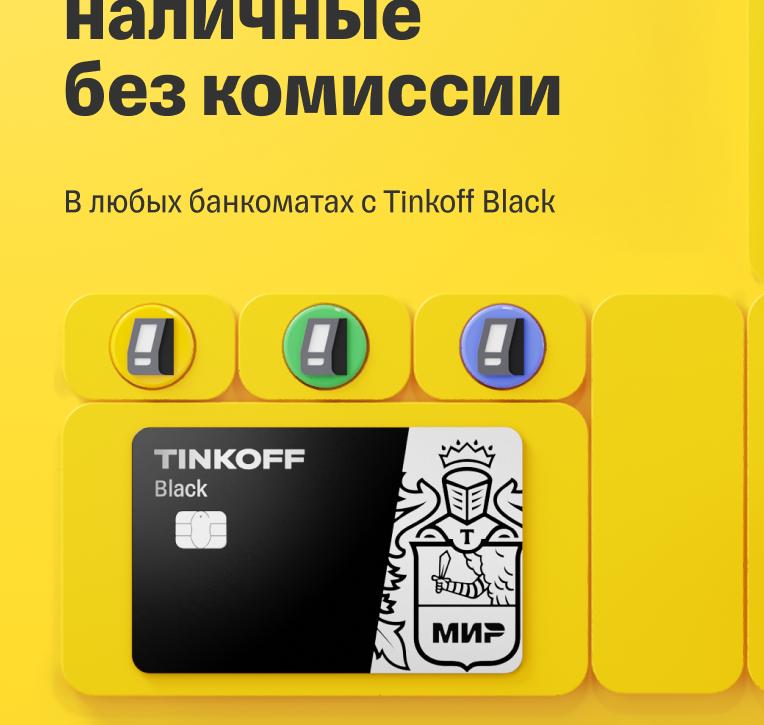 наличные
без комиссии
В любых банкоматах с Tinkoff Black
TINKOFF
Black
T
МИР